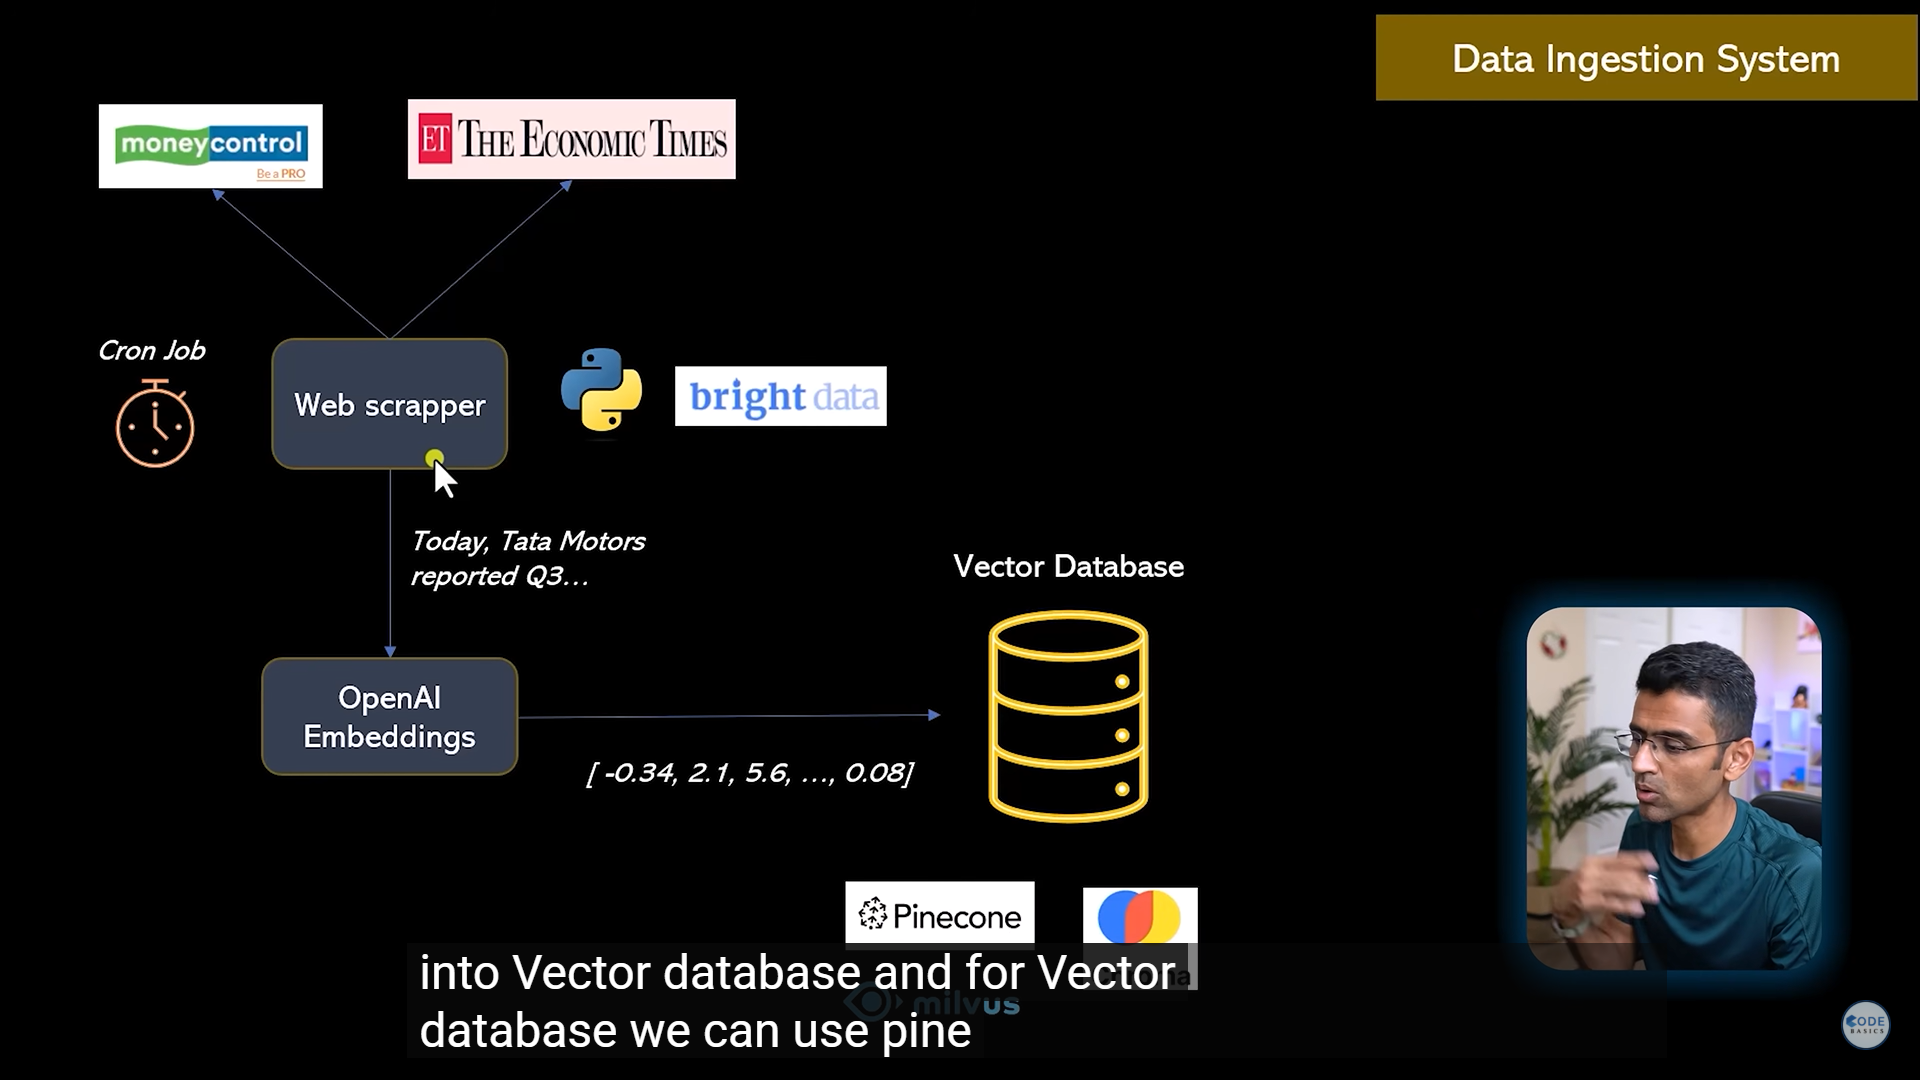 Data Ingestion System
moneycontrol
Be a PRO
ET THE ECONOMIC TIMES
Cron Job
Web scrapper
bright data
Today, Tata Motors
reported Q3...
Vector Database
OpenAI
Embeddings
[ -0.34, 2.1, 5.6, ..., 0.08]
Pinecone
milvus
into Vector database and for Vector
database we can use pine
CODE
BASICS